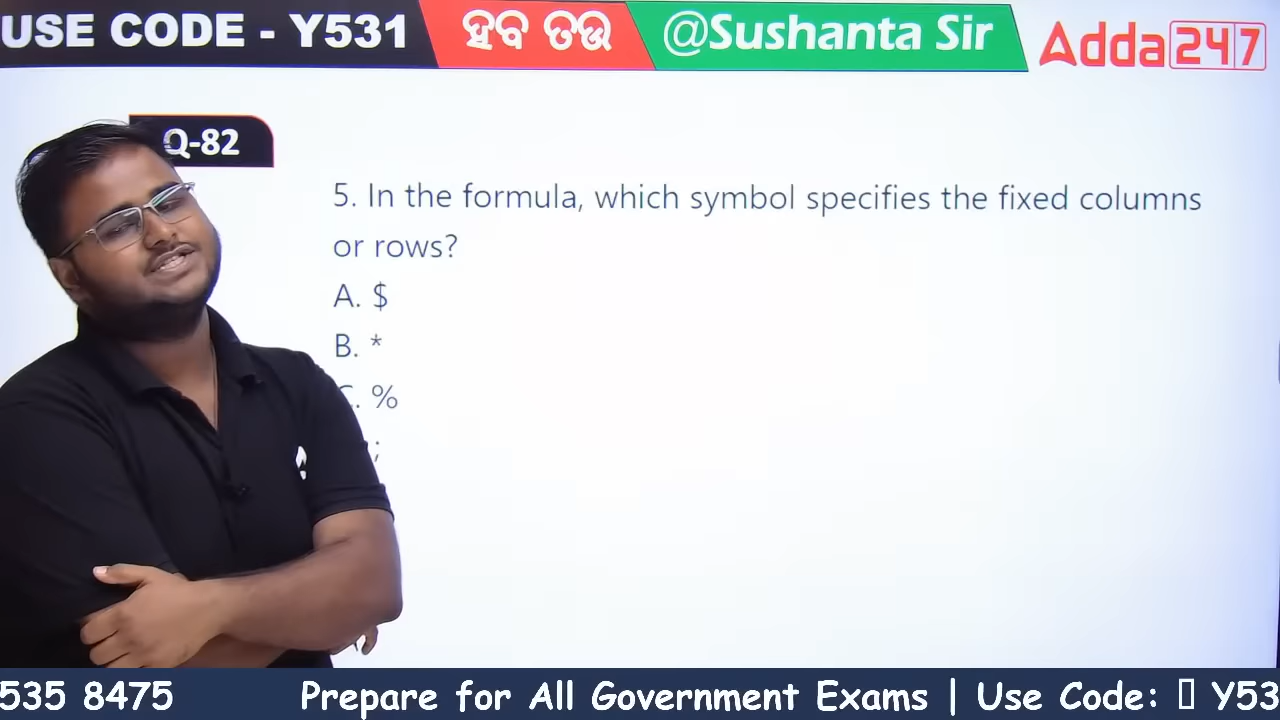 USE CODE - Y531
ହବ ତଉ
@Sushanta Sir
Adda247
Q-82
5. In the formula, which symbol specifies the fixed columns
or rows?
A. $
B. *
. %
;
535 8475 Prepare for All Government Exams | Use Code: Y53